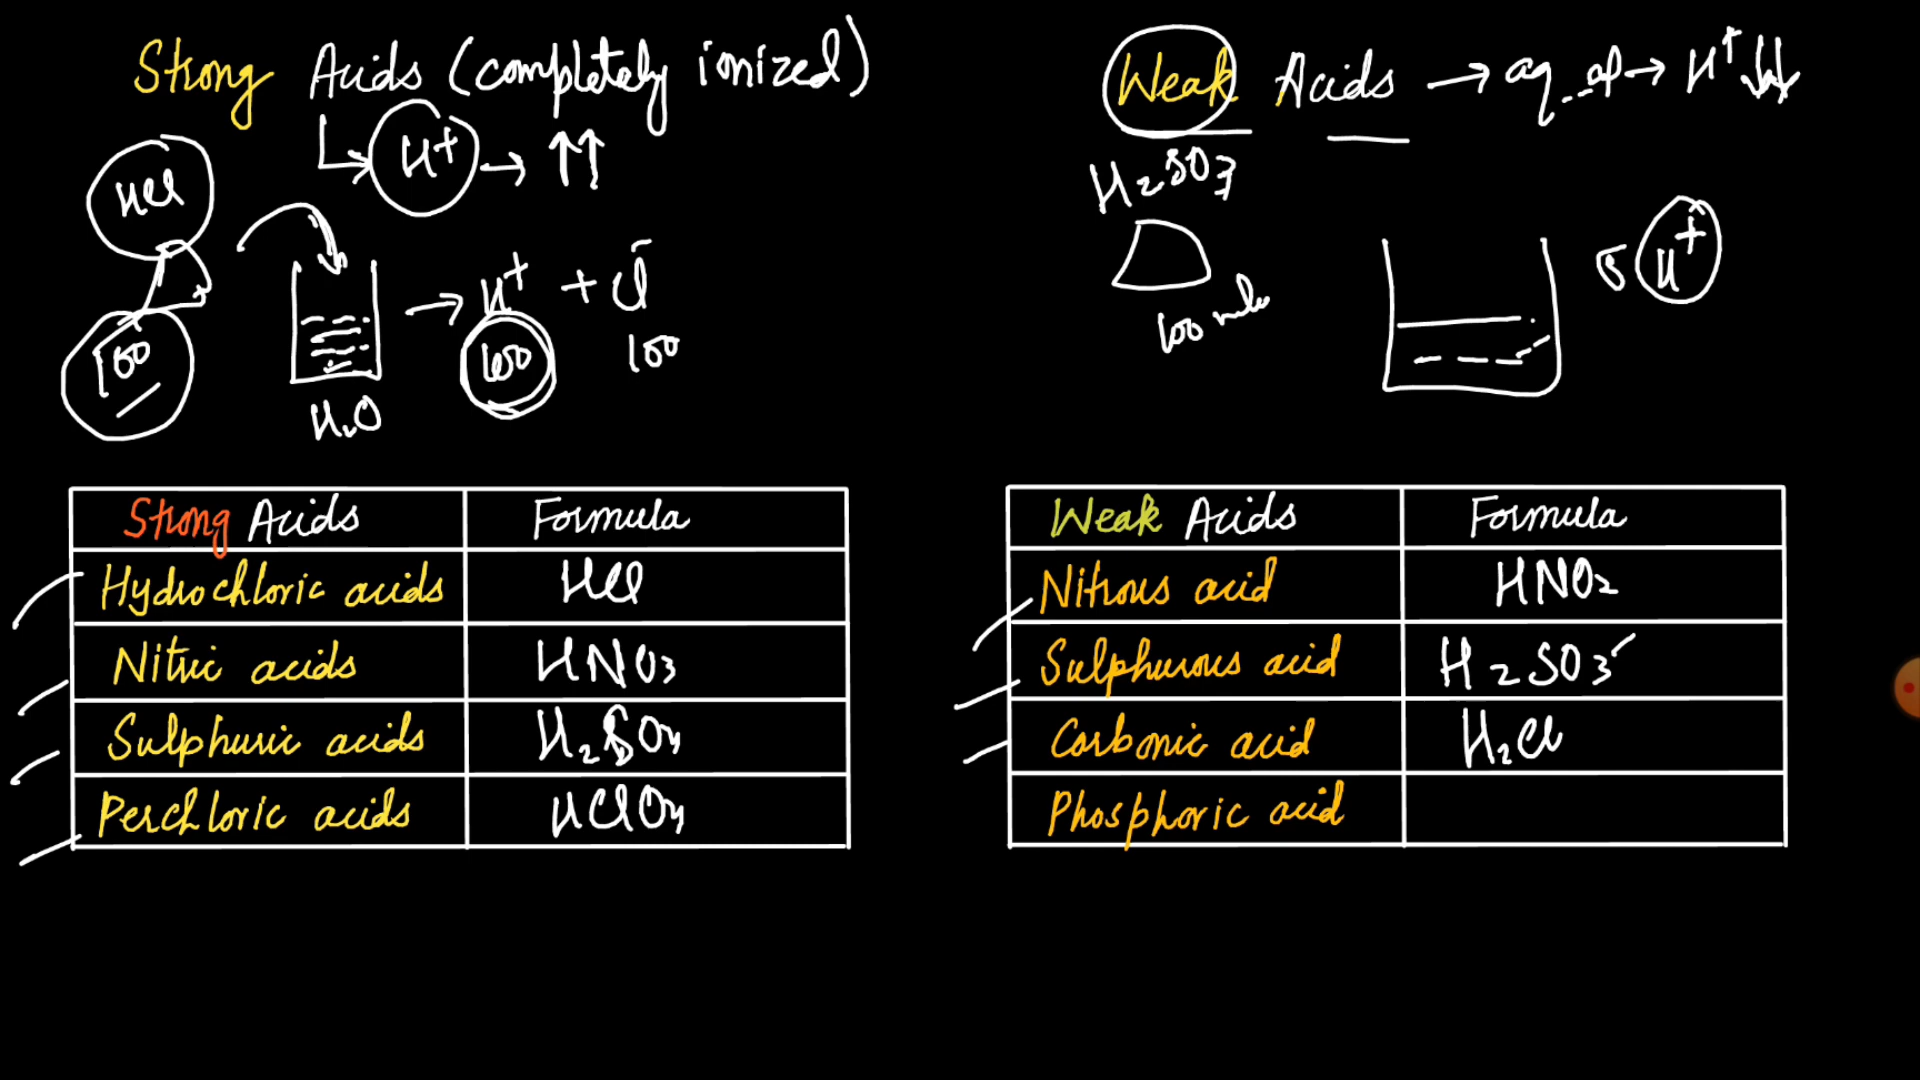 Strong Acids (completely ionized)
H+ → ↑↑
HCl
100
H2O
→ H+ + Cl-
100 100
Weak Acids → aq → H+ ↓↓
H2SO3
100
5 H+
Strong Acids Formula
Hydrochloric acids HCl
Nitric acids HNO3
Sulphuric acids H2SO4
Perchloric acids HClO4
Weak Acids Formula
Nitrous acid HNO2
Sulphurous acid H2SO3
Carbonic acid H2Cl
Phosphoric acid